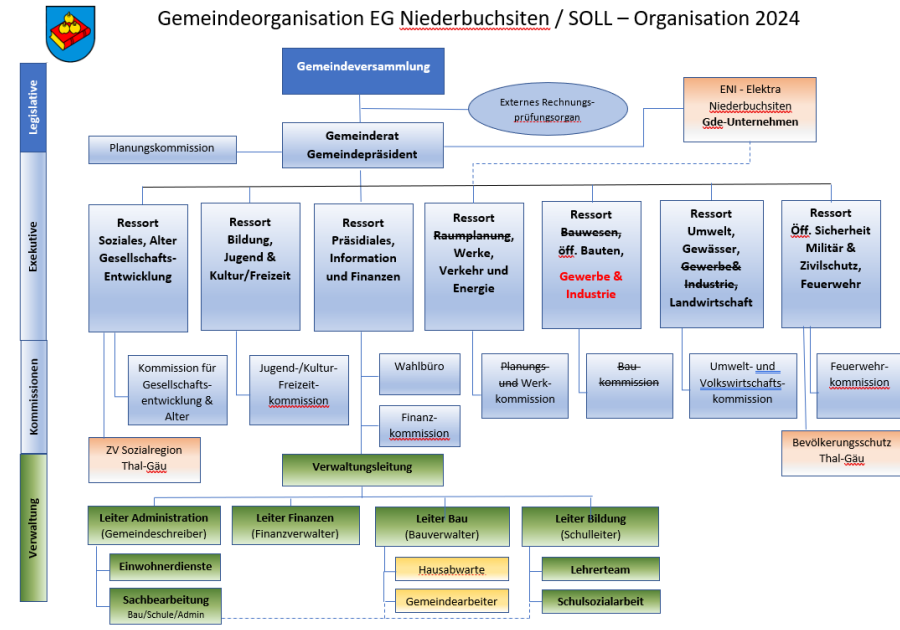 Gemeindeorganisation EG Niederbuchsiten / SOLL – Organisation 2024
Legislative
Gemeindeversammlung
Externes Rechnungs-
prüfungsorgan
ENI - Elektra
Niederbuchsiten
Gde-Unternehmen
Planungskommission
Gemeinderat
Gemeindepräsident
Exekutive
Ressort
Soziales, Alter
Gesellschafts-
Entwicklung
Ressort
Bildung,
Jugend &
Kultur/Freizeit
Ressort
Präsidiales,
Information
und Finanzen
Ressort
Raumplanung,
Werke,
Verkehr und
Energie
Ressort
Bauwesen,
öff. Bauten,
Gewerbe &
Industrie
Ressort
Umwelt,
Gewässer,
Gewerbe&
Industrie,
Landwirtschaft
Ressort
Öff. Sicherheit
Militär &
Zivilschutz,
Feuerwehr
Kommissionen
Kommission für
Gesellschafts-
entwicklung &
Alter
Jugend-/Kultur-
Freizeit-
kommission
Wahlbüro
Finanz-
kommission
Planungs-
und Werk-
kommission
Bau-
kommission
Umwelt- und
Volkswirtschafts-
kommission
Feuerwehr-
kommission
ZV Sozialregion
Thal-Gäu
Bevölkerungsschutz
Thal-Gäu
Verwaltung
Verwaltungsleitung
Leiter Administration
(Gemeindeschreiber)
Leiter Finanzen
(Finanzverwalter)
Leiter Bau
(Bauverwalter)
Leiter Bildung
(Schulleiter)
Einwohnerdienste
Sachbearbeitung
Bau/Schule/Admin
Hausabwarte
Gemeindearbeiter
Lehrerteam
Schulsozialarbeit